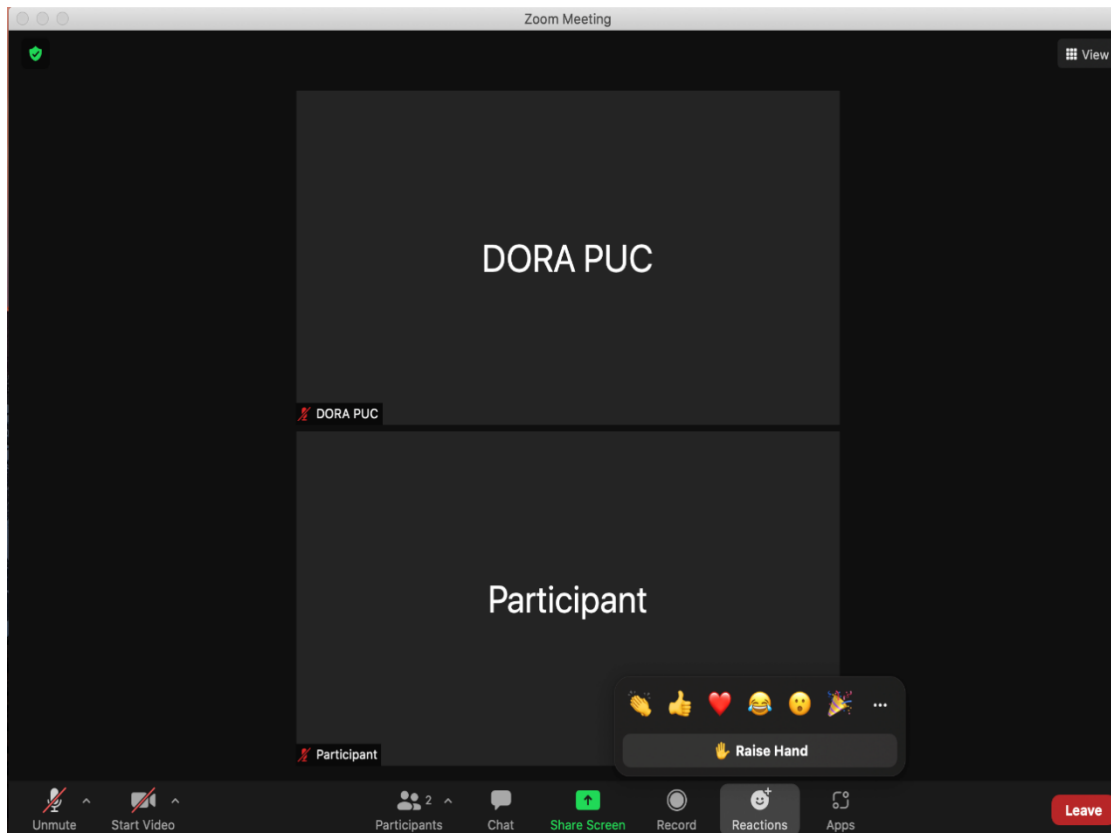 Zoom Meeting
View
DORA PUC
DORA PUC
Participant
Participant
Raise Hand
Unmute
Start Video
2
Participants
Chat
Share Screen
Record
Reactions
Apps
Leave